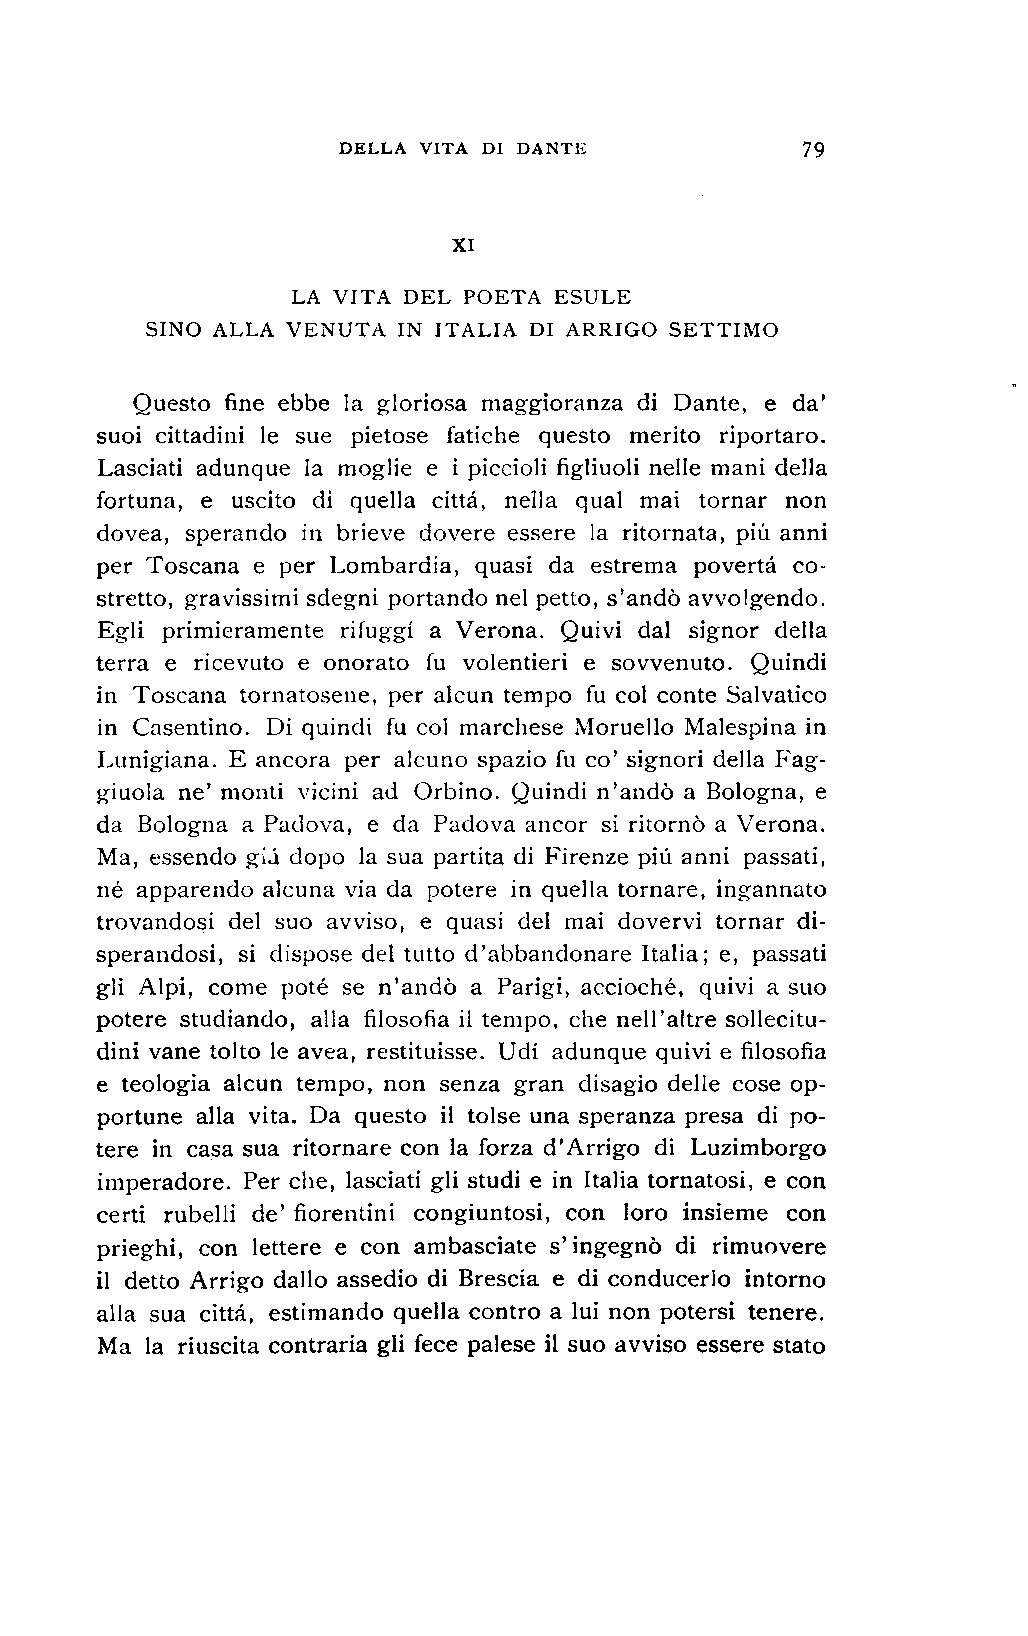 DELLA VITA DI DANTE 79
XI
LA VITA DEL POETA ESULE
SINO ALLA VENUTA IN ITALIA DI ARRIGO SETTIMO
Questo fine ebbe la gloriosa maggioranza di Dante, e da'
suoi cittadini le sue pietose fatiche questo merito riportaro.
Lasciati adunque la moglie e i piccioli figliuoli nelle mani della
fortuna, e uscito di quella cittá, nella qual mai tornar non
dovea, sperando in brieve dovere essere la ritornata, piú anni
per Toscana e per Lombardia, quasi da estrema povertá co-
stretto, gravissimi sdegni portando nel petto, s'andò avvolgendo.
Egli primieramente rifuggí a Verona. Quivi dal signor della
terra e ricevuto e onorato fu volentieri e sovvenuto. Quindi
in Toscana tornatosene, per alcun tempo fu col conte Salvatico
in Casentino. Di quindi fu col marchese Moruello Malespina in
Lunigiana. E ancora per alcuno spazio fu co' signori della Fag-
giuola ne' monti vicini ad Orbino. Quindi n'andò a Bologna, e
da Bologna a Padova, e da Padova ancor si ritornò a Verona.
Ma, essendo giá dopo la sua partita di Firenze piú anni passati,
né apparendo alcuna via da potere in quella tornare, ingannato
trovandosi del suo avviso, e quasi del mai dovervi tornar di-
sperandosi, si dispose del tutto d'abbandonare Italia; e, passati
gli Alpi, come poté se n'andò a Parigi, accioché, quivi a suo
potere studiando, alla filosofia il tempo, che nell'altre sollecitu-
dini vane tolto le avea, restituisse. Udí adunque quivi e filosofia
e teologia alcun tempo, non senza gran disagio delle cose op-
portune alla vita. Da questo il tolse una speranza presa di po-
tere in casa sua ritornare con la forza d'Arrigo di Luzimborgo
imperadore. Per che, lasciati gli studi e in Italia tornatosi, e con
certi rubelli de' fiorentini congiuntosi, con loro insieme con
prieghi, con lettere e con ambasciate s'ingegnò di rimuovere
il detto Arrigo dallo assedio di Brescia e di conducerlo intorno
alla sua cittá, estimando quella contro a lui non potersi tenere.
Ma la riuscita contraria gli fece palese il suo avviso essere stato